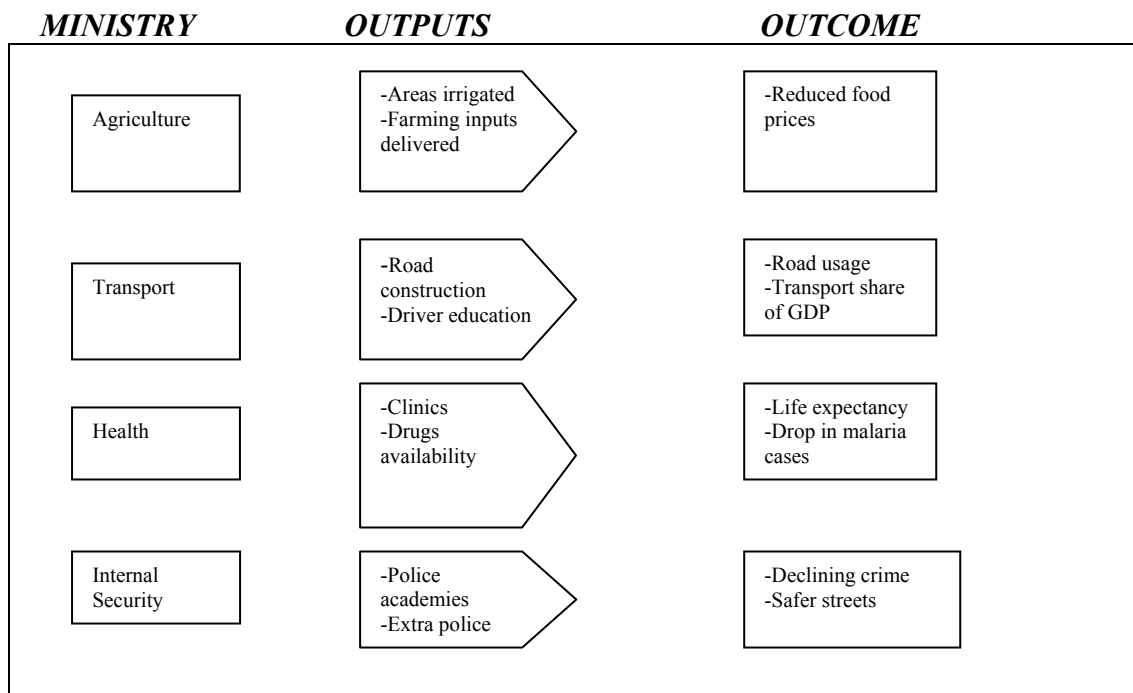 MINISTRY OUTPUTS OUTCOME
Agriculture
-Areas irrigated
-Farming inputs
delivered
-Reduced food
prices
Transport
-Road
construction
-Driver education
-Road usage
-Transport share
of GDP
Health
-Clinics
-Drugs
availability
-Life expectancy
-Drop in malaria
cases
Internal
Security
-Police
academies
-Extra police
-Declining crime
-Safer streets